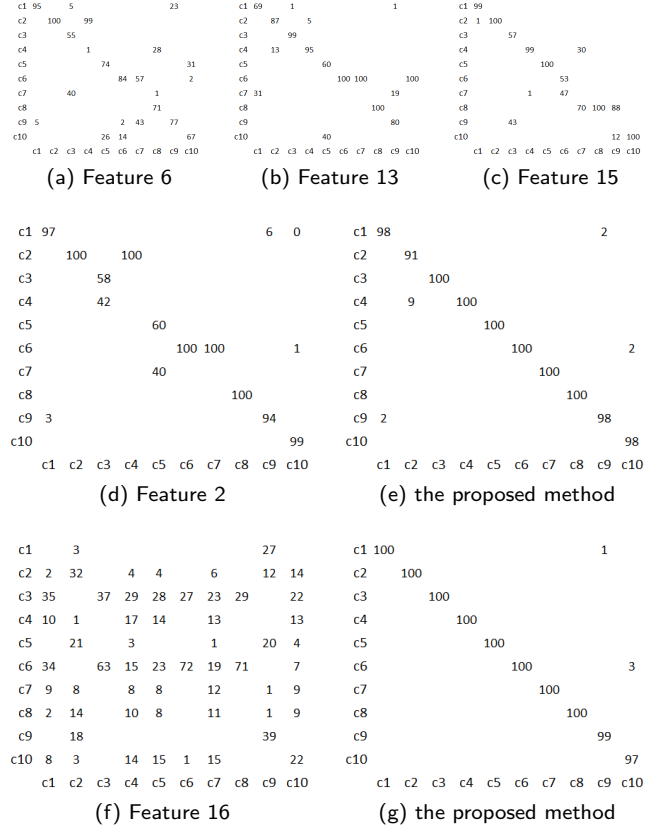 c1 95 5 23
c2 100 99
c3 55
c4 1 28
c5 74 31
c6 84 57 2
c7 40 1
c8 71
c9 5 2 43 77
c10 26 14 67
c1 c2 c3 c4 c5 c6 c7 c8 c9 c10
(a) Feature 6
c1 69 1 1
c2 87 5
c3 99
c4 13 95
c5 60
c6 100 100 100
c7 31 19
c8 100
c9 80
c10 40
c1 c2 c3 c4 c5 c6 c7 c8 c9 c10
(b) Feature 13
c1 99
c2 1 100
c3 57
c4 99 30
c5 100
c6 53
c7 1 47
c8 70 100 88
c9 43
c10 12 100
c1 c2 c3 c4 c5 c6 c7 c8 c9 c10
(c) Feature 15
c1 97 6 0
c2 100 100
c3 58
c4 42
c5 60
c6 100 100 1
c7 40
c8 100
c9 3 94
c10 99
c1 c2 c3 c4 c5 c6 c7 c8 c9 c10
(d) Feature 2
c1 98 2
c2 91
c3 100
c4 9 100
c5 100
c6 100 2
c7 100
c8 100
c9 2 98
c10 98
c1 c2 c3 c4 c5 c6 c7 c8 c9 c10
(e) the proposed method
c1 3 27
c2 2 32 4 4 6 12 14
c3 35 37 29 28 27 23 29 22
c4 10 1 17 14 13 13
c5 21 3 1 20 4
c6 34 63 15 23 72 19 71 7
c7 9 8 8 8 12 1 9
c8 2 14 10 8 11 1 9
c9 18 39
c10 8 3 14 15 1 15 22
c1 c2 c3 c4 c5 c6 c7 c8 c9 c10
(f) Feature 16
c1 100 1
c2 100
c3 100
c4 100
c5 100
c6 100 3
c7 100
c8 100
c9 99
c10 97
c1 c2 c3 c4 c5 c6 c7 c8 c9 c10
(g) the proposed method